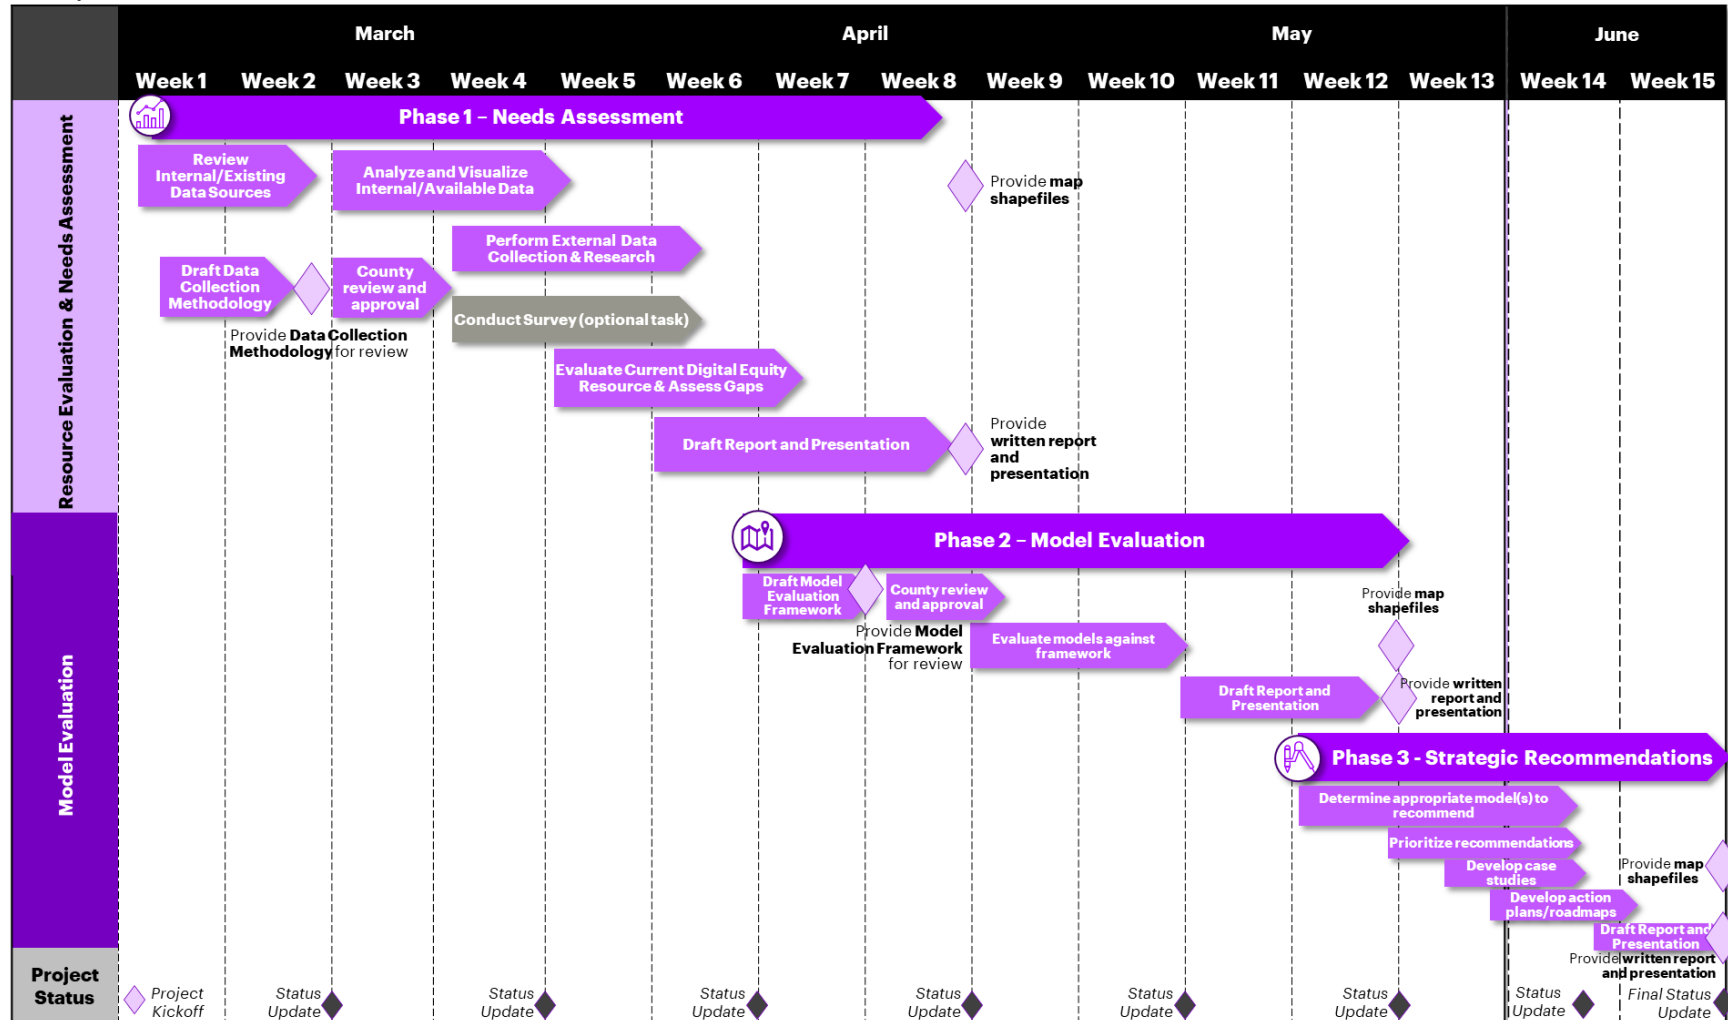 March
April
May
June
Week 1
Week 2
Week 3
Week 4
Week 5
Week 6
Week 7
Week 8
Week 9
Week 10
Week 11
Week 12
Week 13
Week 14
Week 15
Resource Evaluation & Needs Assessment
Phase 1 – Needs Assessment
Review
Internal/Existing
Data Sources
Analyze and Visualize
Internal/Available Data
Provide map
shapefiles
Perform External Data
Collection & Research
Draft Data
Collection
Methodology
County
review and
approval
Provide Data Collection
Methodology for review
Conduct Survey (optional task)
Evaluate Current Digital Equity
Resource & Assess Gaps
Draft Report and Presentation
Provide
written report
and
presentation
Model Evaluation
Phase 2 – Model Evaluation
Draft Model
Evaluation
Framework
County review
and approval
Provide Model
Evaluation Framework
for review
Evaluate models against
framework
Provide map
shapefiles
Draft Report and
Presentation
Provide written
report and
presentation
Phase 3 - Strategic Recommendations
Determine appropriate model(s) to
recommend
Prioritize recommendations
Develop case
studies
Provide map
shapefiles
Develop action
plans/roadmaps
Draft Report and
Presentation
Provide written report
and presentation
Project
Status
Project
Kickoff
Status
Update
Status
Update
Status
Update
Status
Update
Status
Update
Status
Update
Status
Update
Final Status
Update